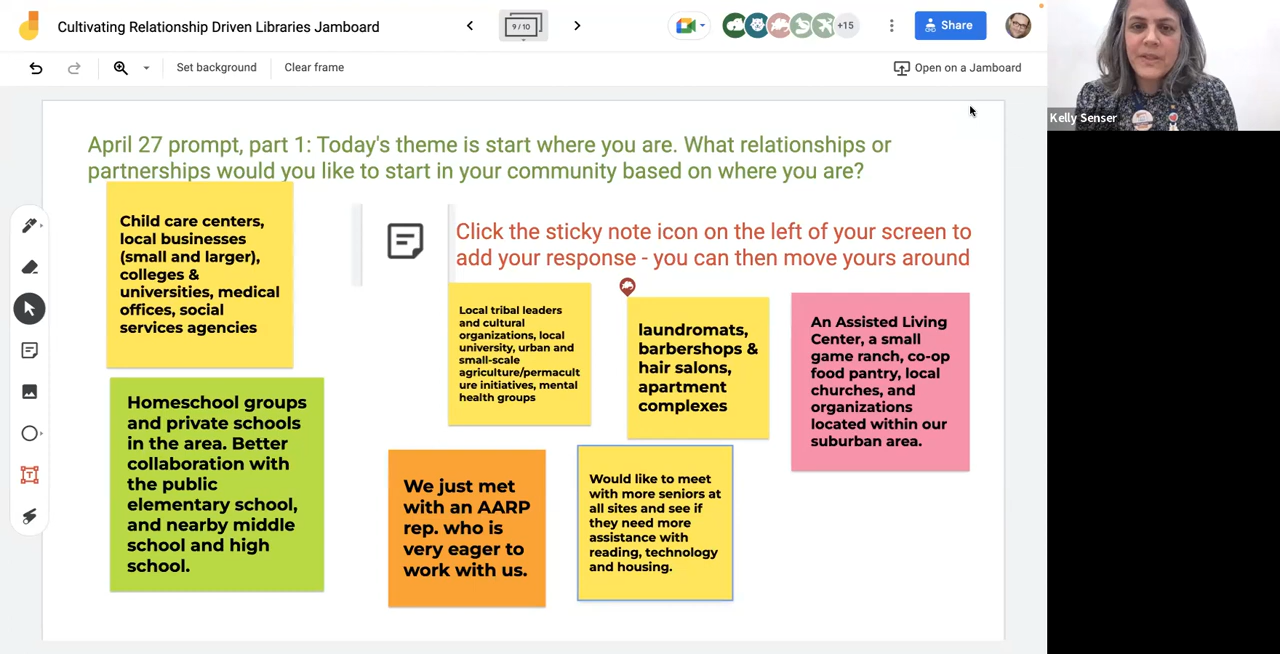 Cultivating Relationship Driven Libraries Jamboard
9/10
+15
Share
Set background
Clear frame
Open on a Jamboard
Kelly Senser
April 27 prompt, part 1: Today's theme is start where you are. What relationships or
partnerships would you like to start in your community based on where you are?
Child care centers,
local businesses
(small and larger),
colleges &
universities, medical
offices, social
services agencies
Click the sticky note icon on the left of your screen to
add your response - you can then move yours around
Local tribal leaders
and cultural
organizations, local
university, urban and
small-scale
agriculture/permacult
ure initiatives, mental
health groups
laundromats,
barbershops &
hair salons,
apartment
complexes
An Assisted Living
Center, a small
game ranch, co-op
food pantry, local
churches, and
organizations
located within our
suburban area.
Homeschool groups
and private schools
in the area. Better
collaboration with
the public
elementary school,
and nearby middle
school and high
school.
We just met
with an AARP
rep. who is
very eager to
work with us.
Would like to meet
with more seniors at
all sites and see if
they need more
assistance with
reading, technology
and housing.